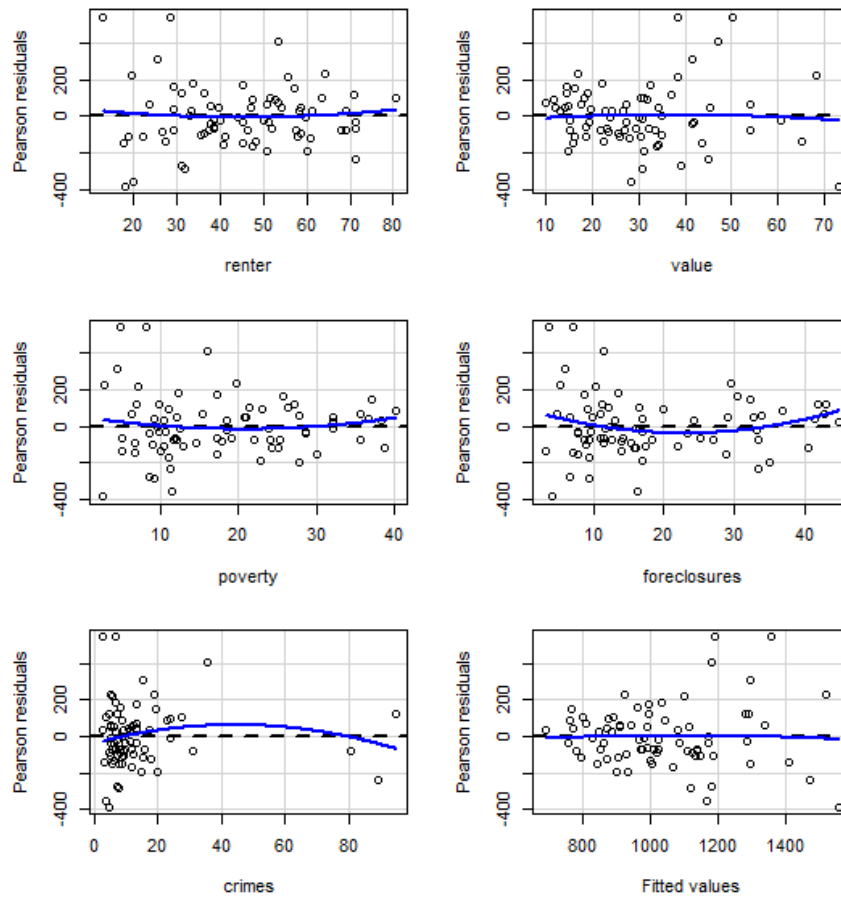 Pearson residuals
-400 0 200
20 30 40 50 60 70 80
renter
Pearson residuals
-400 0 200
10 20 30 40 50 60 70
value
Pearson residuals
-400 0 200
10 20 30 40
poverty
Pearson residuals
-400 0 200
10 20 30 40
foreclosures
Pearson residuals
-400 0 200
0 20 40 60 80
crimes
Pearson residuals
-400 0 200
800 1000 1200 1400
Fitted values